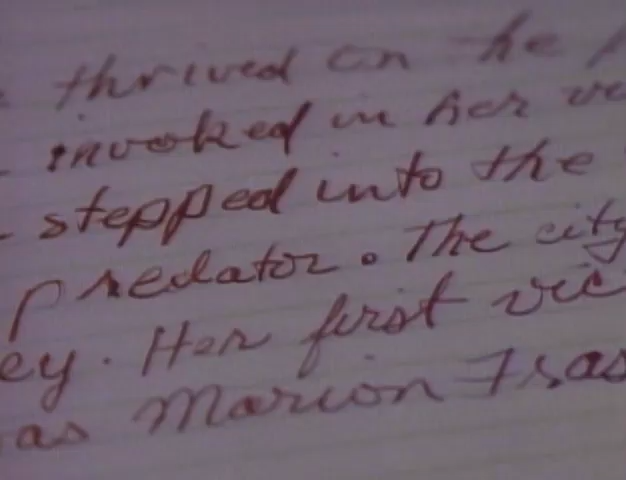 thrived on the
invoked in her
stepped into the
predator. The city
ey. Her first vic
as Marion Fras